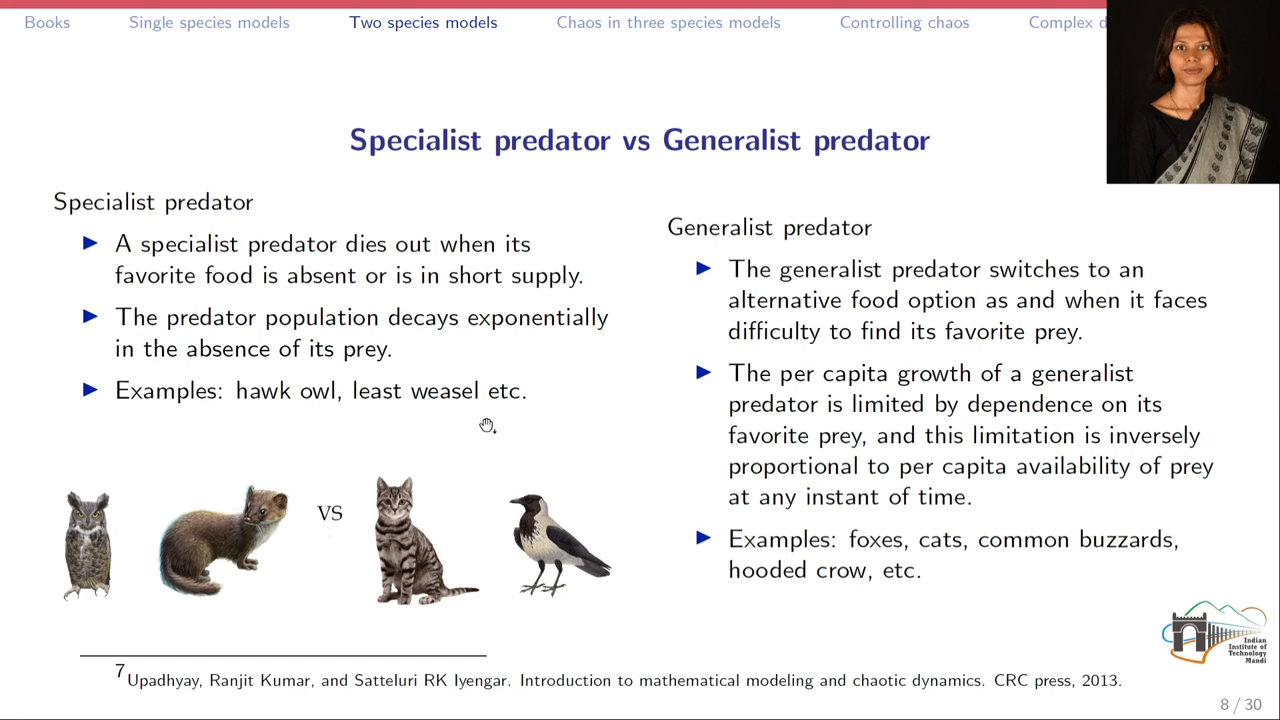 Books Single species models Two species models Chaos in three species models Controlling chaos Complex d
Specialist predator vs Generalist predator
Specialist predator
▶ A specialist predator dies out when its
favorite food is absent or is in short supply.
▶ The predator population decays exponentially
in the absence of its prey.
▶ Examples: hawk owl, least weasel etc.
vs
Generalist predator
▶ The generalist predator switches to an
alternative food option as and when it faces
difficulty to find its favorite prey.
▶ The per capita growth of a generalist
predator is limited by dependence on its
favorite prey, and this limitation is inversely
proportional to per capita availability of prey
at any instant of time.
▶ Examples: foxes, cats, common buzzards,
hooded crow, etc.
Indian
Institute of
Technology
Mandi
7 Upadhyay, Ranjit Kumar, and Satteluri RK Iyengar. Introduction to mathematical modeling and chaotic dynamics. CRC press, 2013.
8 / 30